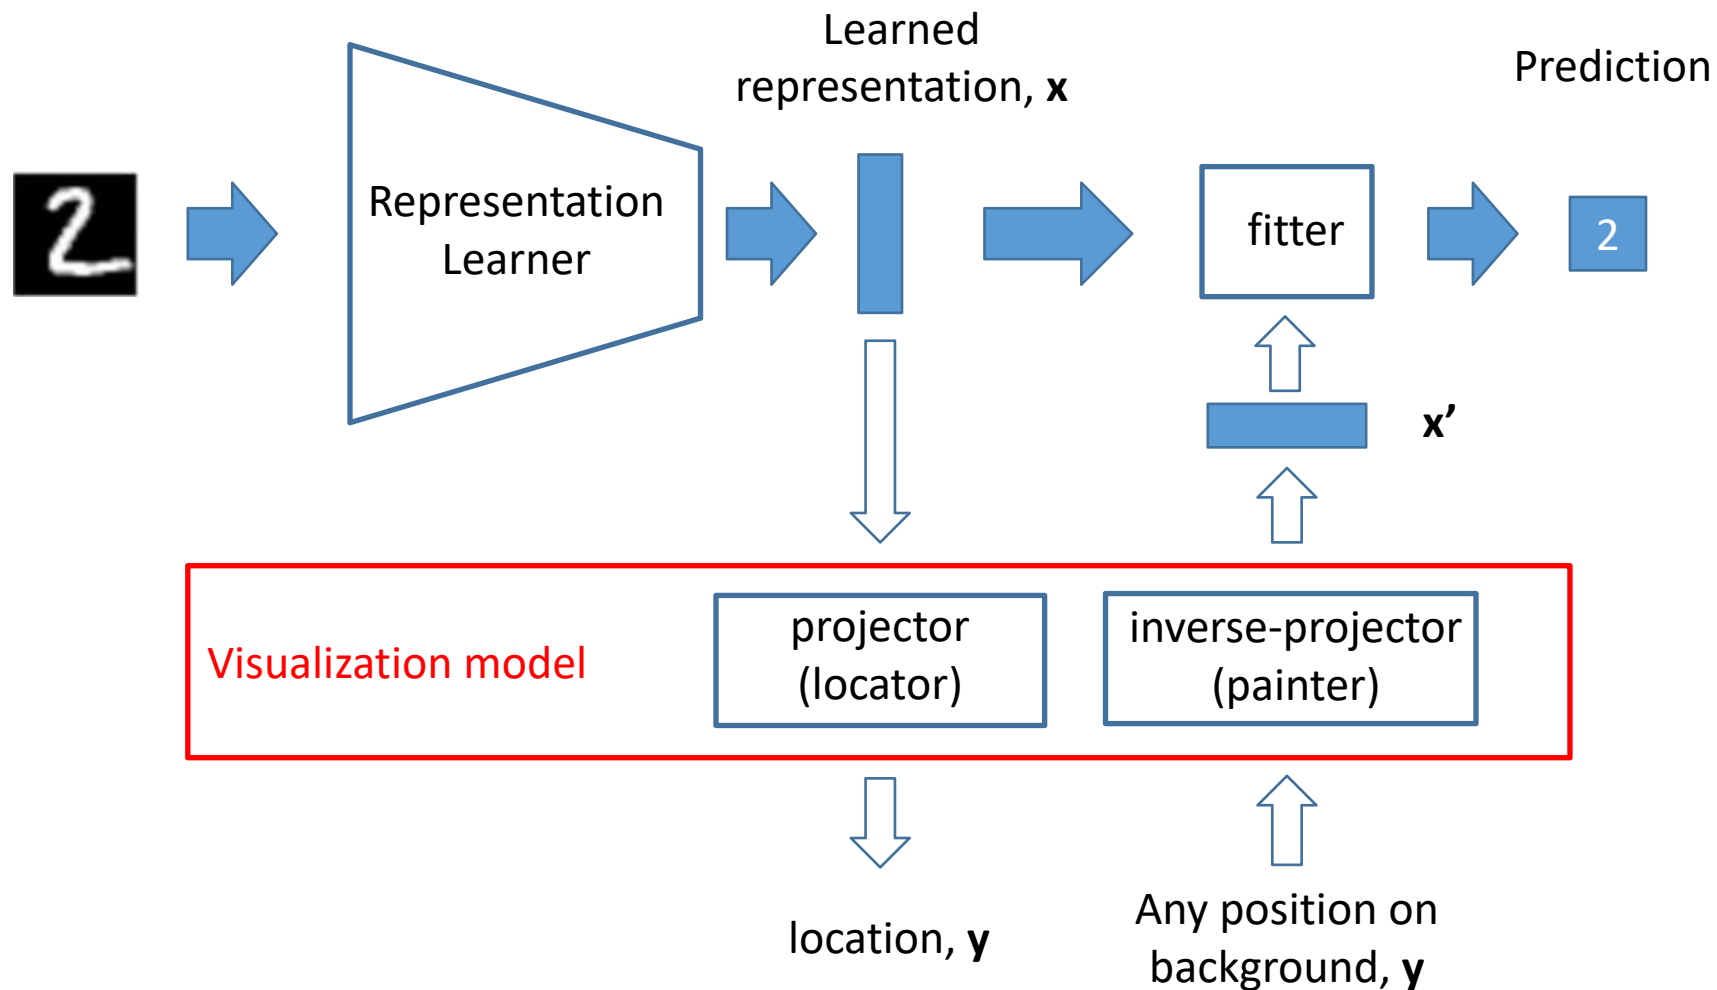 Learned
representation, x
Prediction
2
Representation
Learner
fitter
2
x’
Visualization model
projector
(locator)
inverse-projector
(painter)
location, y
Any position on
background, y